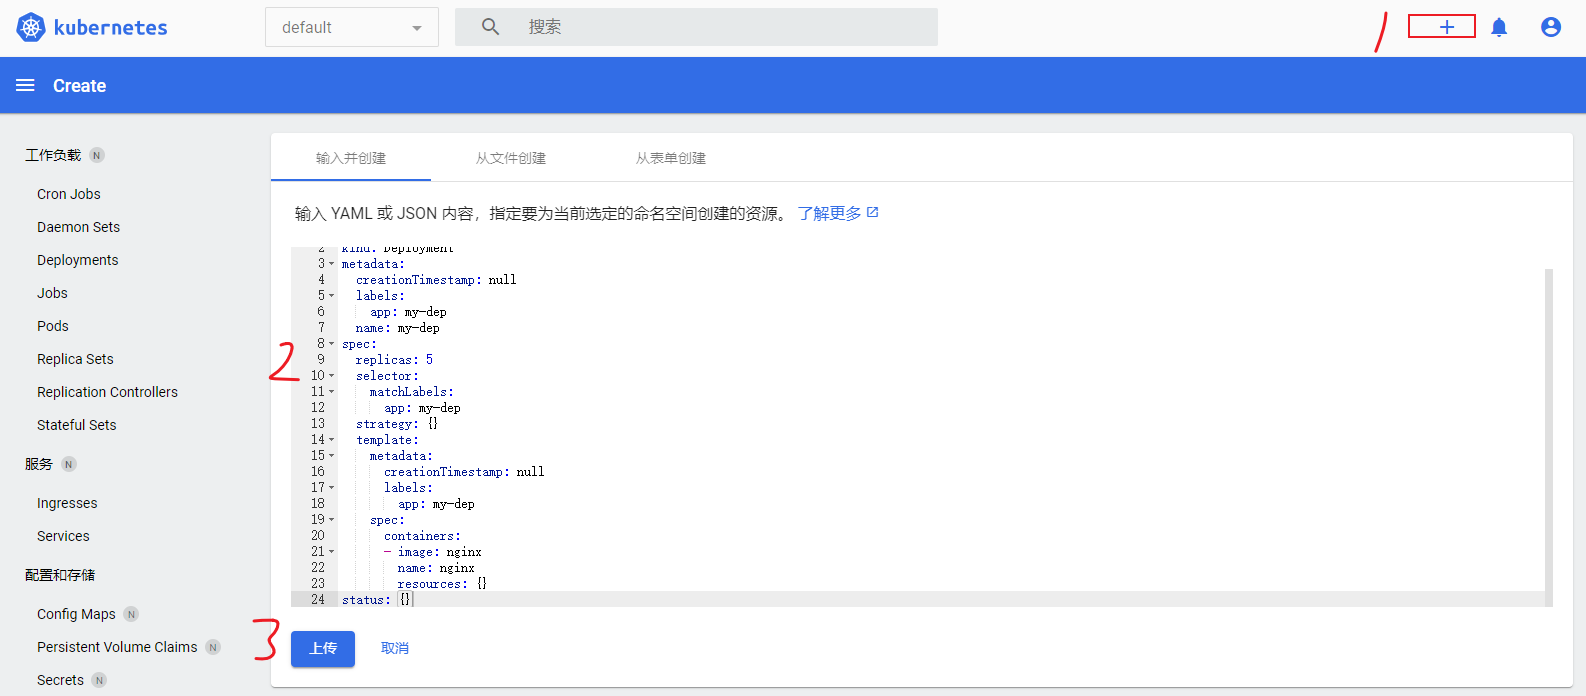 kubernetes
default
搜索
1
Create
工作负载 N
Cron Jobs
Daemon Sets
Deployments
Jobs
Pods
Replica Sets
Replication Controllers
Stateful Sets
服务 N
Ingresses
Services
配置和存储
Config Maps N
Persistent Volume Claims N
Secrets N
输入并创建 从文件创建 从表单创建
输入 YAML 或 JSON 内容，指定要为当前选定的命名空间创建的资源。 了解更多
2
2 kind: Deployment
3 metadata:
4 creationTimestamp: null
5 labels:
6 app: my-dep
7 name: my-dep
8 spec:
9 replicas: 5
10 selector:
11 matchLabels:
12 app: my-dep
13 strategy: {}
14 template:
15 metadata:
16 creationTimestamp: null
17 labels:
18 app: my-dep
19 spec:
20 containers:
21 - image: nginx
22 name: nginx
23 resources: {}
24 status: {}
3
上传 取消